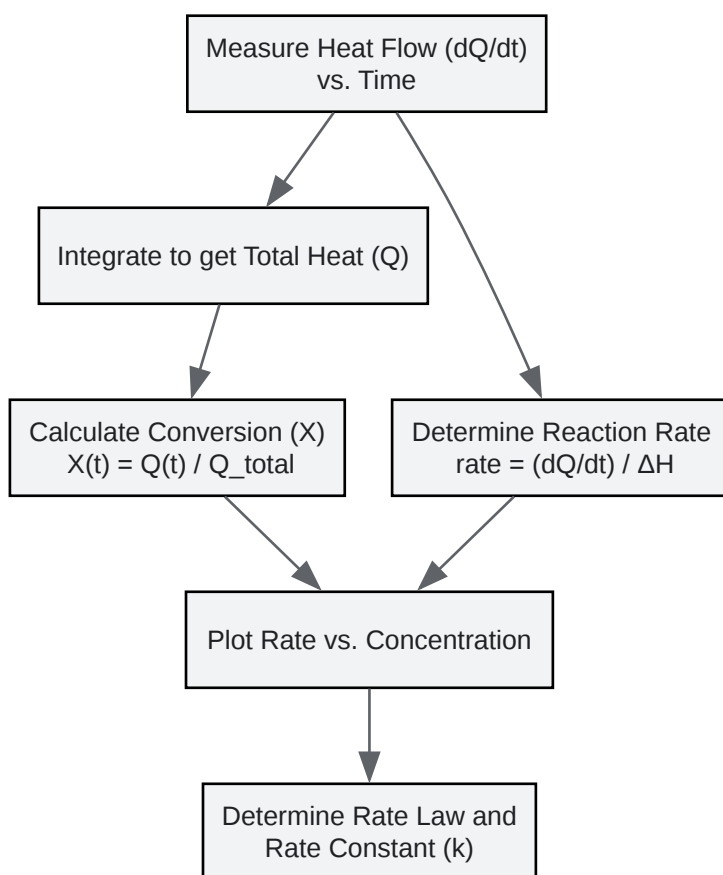 Measure Heat Flow (dQ/dt)
vs. Time
Integrate to get Total Heat (Q)
Calculate Conversion (X)
X(t) = Q(t) / Q_total
Determine Reaction Rate
rate = (dQ/dt) / ΔH
Plot Rate vs. Concentration
Determine Rate Law and
Rate Constant (k)